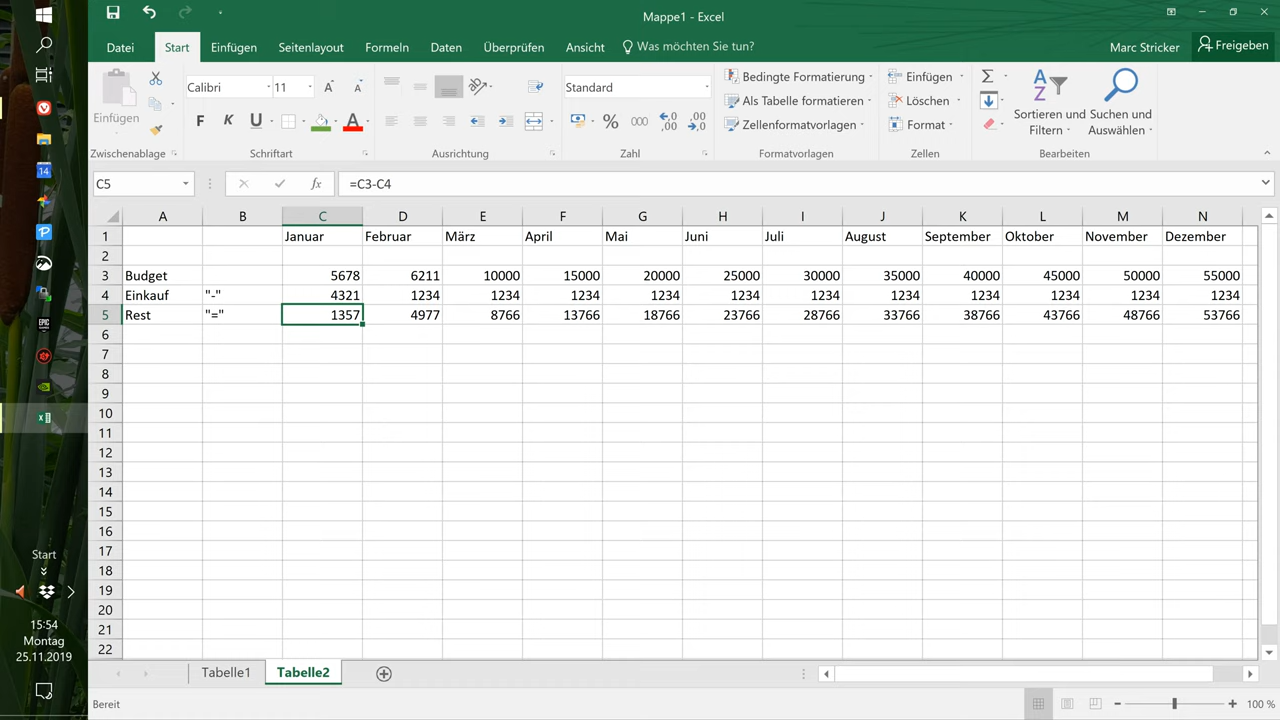 Mappe1 - Excel
Datei Start Einfügen Seitenlayout Formeln Daten Überprüfen Ansicht Was möchten Sie tun? Marc Stricker Freigeben
Einfügen
Zwischenablage
Calibri 11
F K U A
Schriftart
Ausrichtung
Standard
% 000 ,00
Zahl
Bedingte Formatierung
Als Tabelle formatieren
Zellenformatvorlagen
Formatvorlagen
Einfügen
Löschen
Format
Zellen
Sortieren und Filtern
Suchen und Auswählen
Bearbeiten
C5 fx =C3-C4
A B C D E F G H I J K L M N
1 Januar Februar März April Mai Juni Juli August September Oktober November Dezember
2
3 Budget 5678 6211 10000 15000 20000 25000 30000 35000 40000 45000 50000 55000
4 Einkauf "-" 4321 1234 1234 1234 1234 1234 1234 1234 1234 1234 1234 1234
5 Rest "=" 1357 4977 8766 13766 18766 23766 28766 33766 38766 43766 48766 53766
6
7
8
9
10
11
12
13
14
15
16
17
18
19
20
21
22
Tabelle1 Tabelle2
Bereit 100 %
14
EPIC
Start
15:54
Montag
25.11.2019